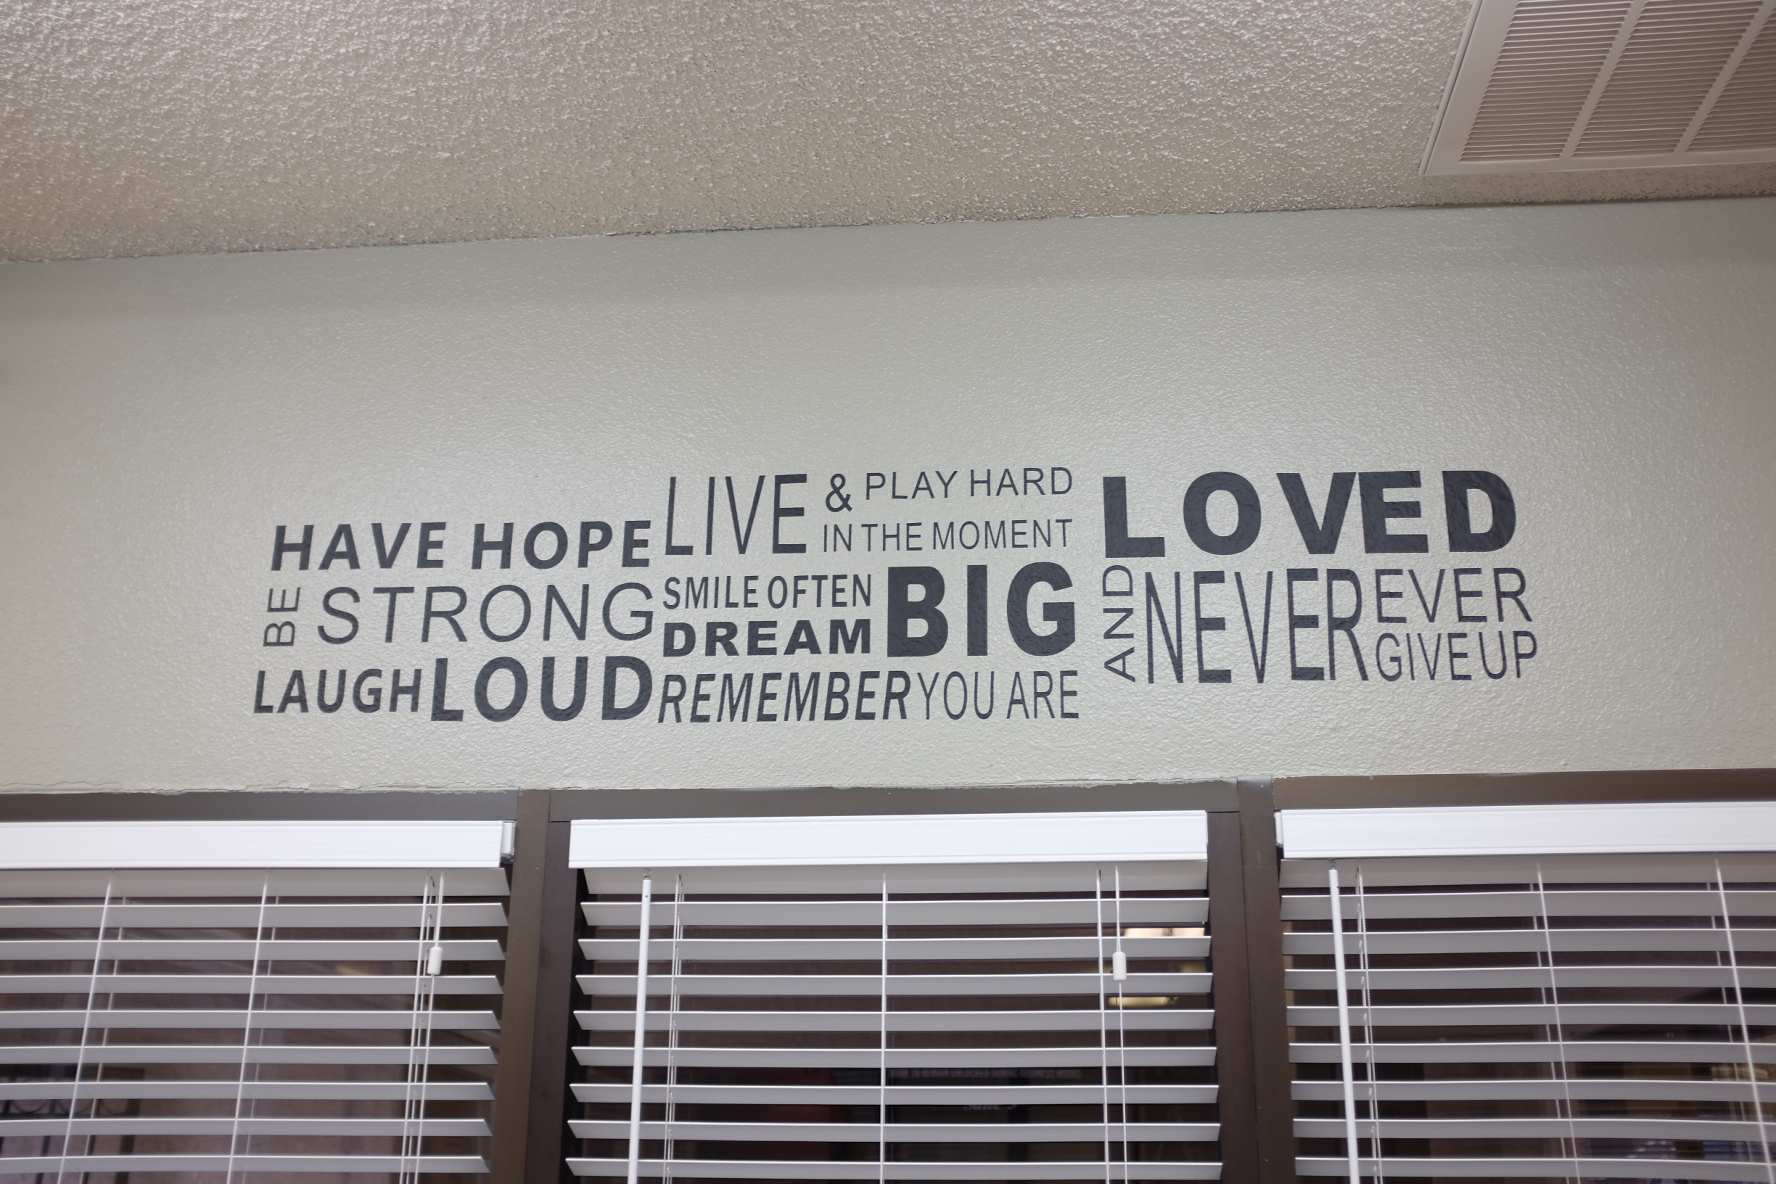 HAVE HOPE
BE STRONG
LAUGH LOUD
LIVE & PLAY HARD
IN THE MOMENT
SMILE OFTEN
DREAM BIG
REMEMBER YOU ARE
LOVED
AND NEVER EVER
GIVE UP